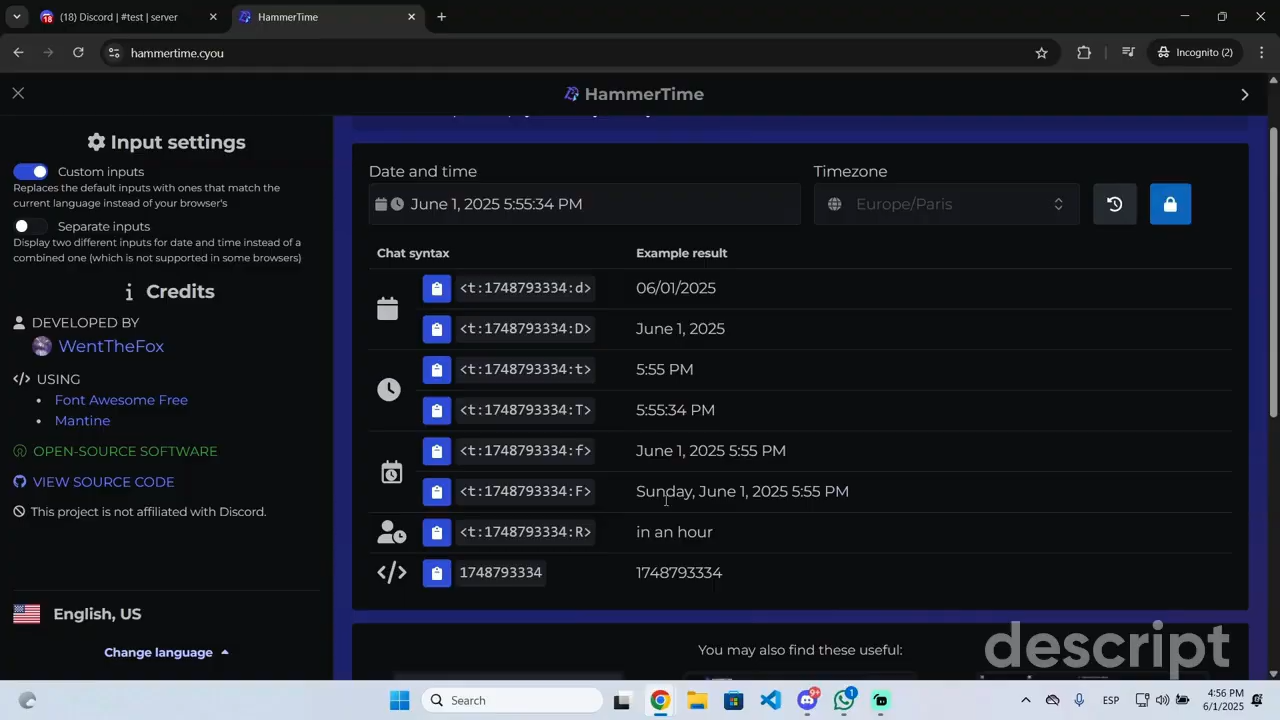 (18) Discord | #test | server
HammerTime
hammertime.cyou
Incognito (2)
HammerTime
Input settings
Custom inputs
Replaces the default inputs with ones that match the
current language instead of your browser's
Separate inputs
Display two different inputs for date and time instead of a
combined one (which is not supported in some browsers)
Credits
DEVELOPED BY
WentTheFox
USING
Font Awesome Free
Mantine
OPEN-SOURCE SOFTWARE
VIEW SOURCE CODE
This project is not affiliated with Discord.
English, US
Change language
Date and time
Timezone
June 1, 2025 5:55:34 PM
Europe/Paris
Chat syntax
Example result
<t:1748793334:d>
06/01/2025
<t:1748793334:D>
June 1, 2025
<t:1748793334:t>
5:55 PM
<t:1748793334:T>
5:55:34 PM
<t:1748793334:f>
June 1, 2025 5:55 PM
<t:1748793334:F>
Sunday, June 1, 2025 5:55 PM
<t:1748793334:R>
in an hour
1748793334
1748793334
You may also find these useful:
descript
Search
ESP
4:56 PM
6/1/2025